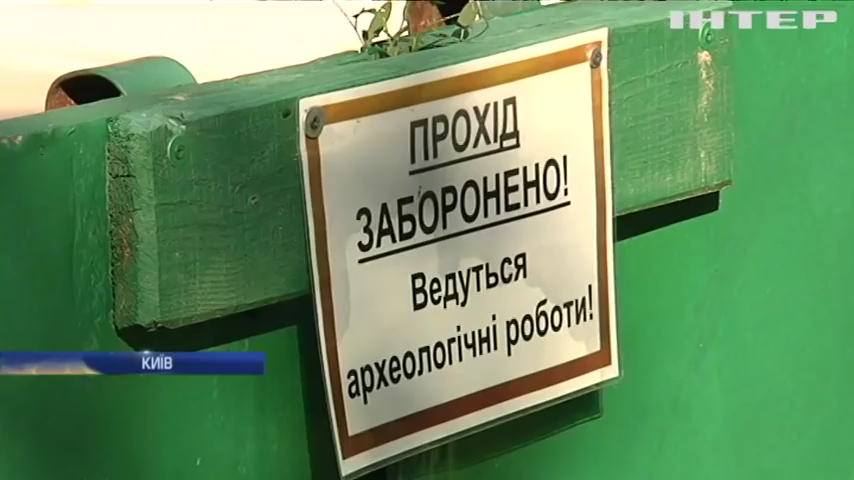 ІНТЕР
ПРОХІД
ЗАБОРОНЕНО!
Ведуться
археологічні роботи!
КИЇВ